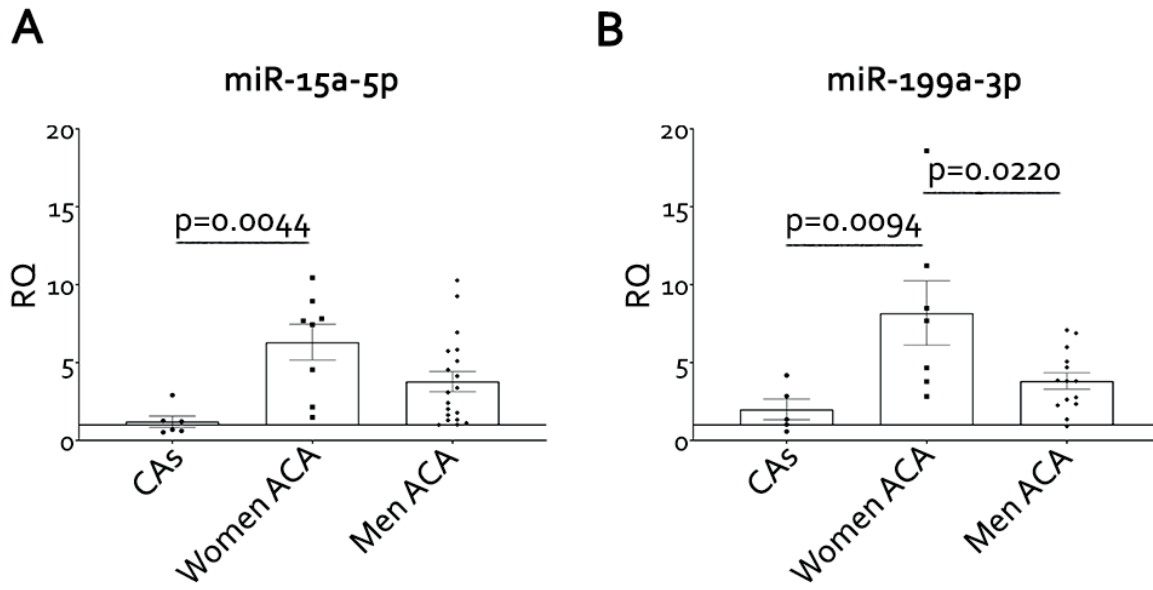 A
miR-15a-5p
RQ
20
15
10
5
0
p=0.0044
CAs
Women ACA
Men ACA
B
miR-199a-3p
RQ
20
15
10
5
0
p=0.0094
p=0.0220
CAs
Women ACA
Men ACA